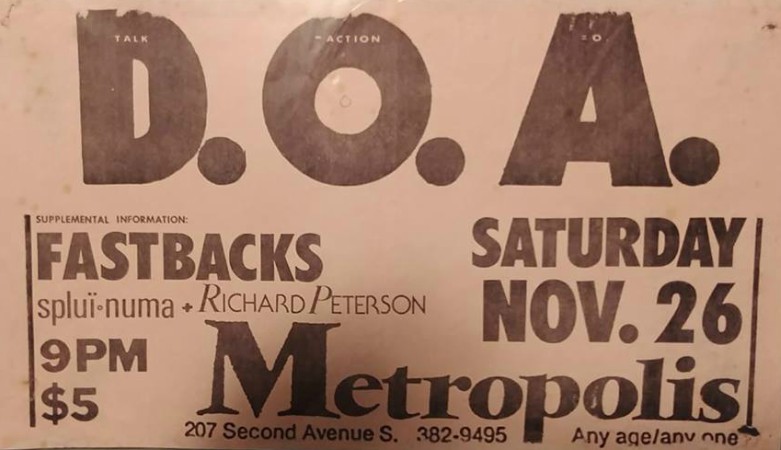 TALK - ACTION = O.
D.O.A.
SUPPLEMENTAL INFORMATION:
FASTBACKS
spluï·numa + RICHARD PETERSON
9PM
$5
SATURDAY
NOV. 26
Metropolis
207 Second Avenue S. 382-9495 Any age/any one